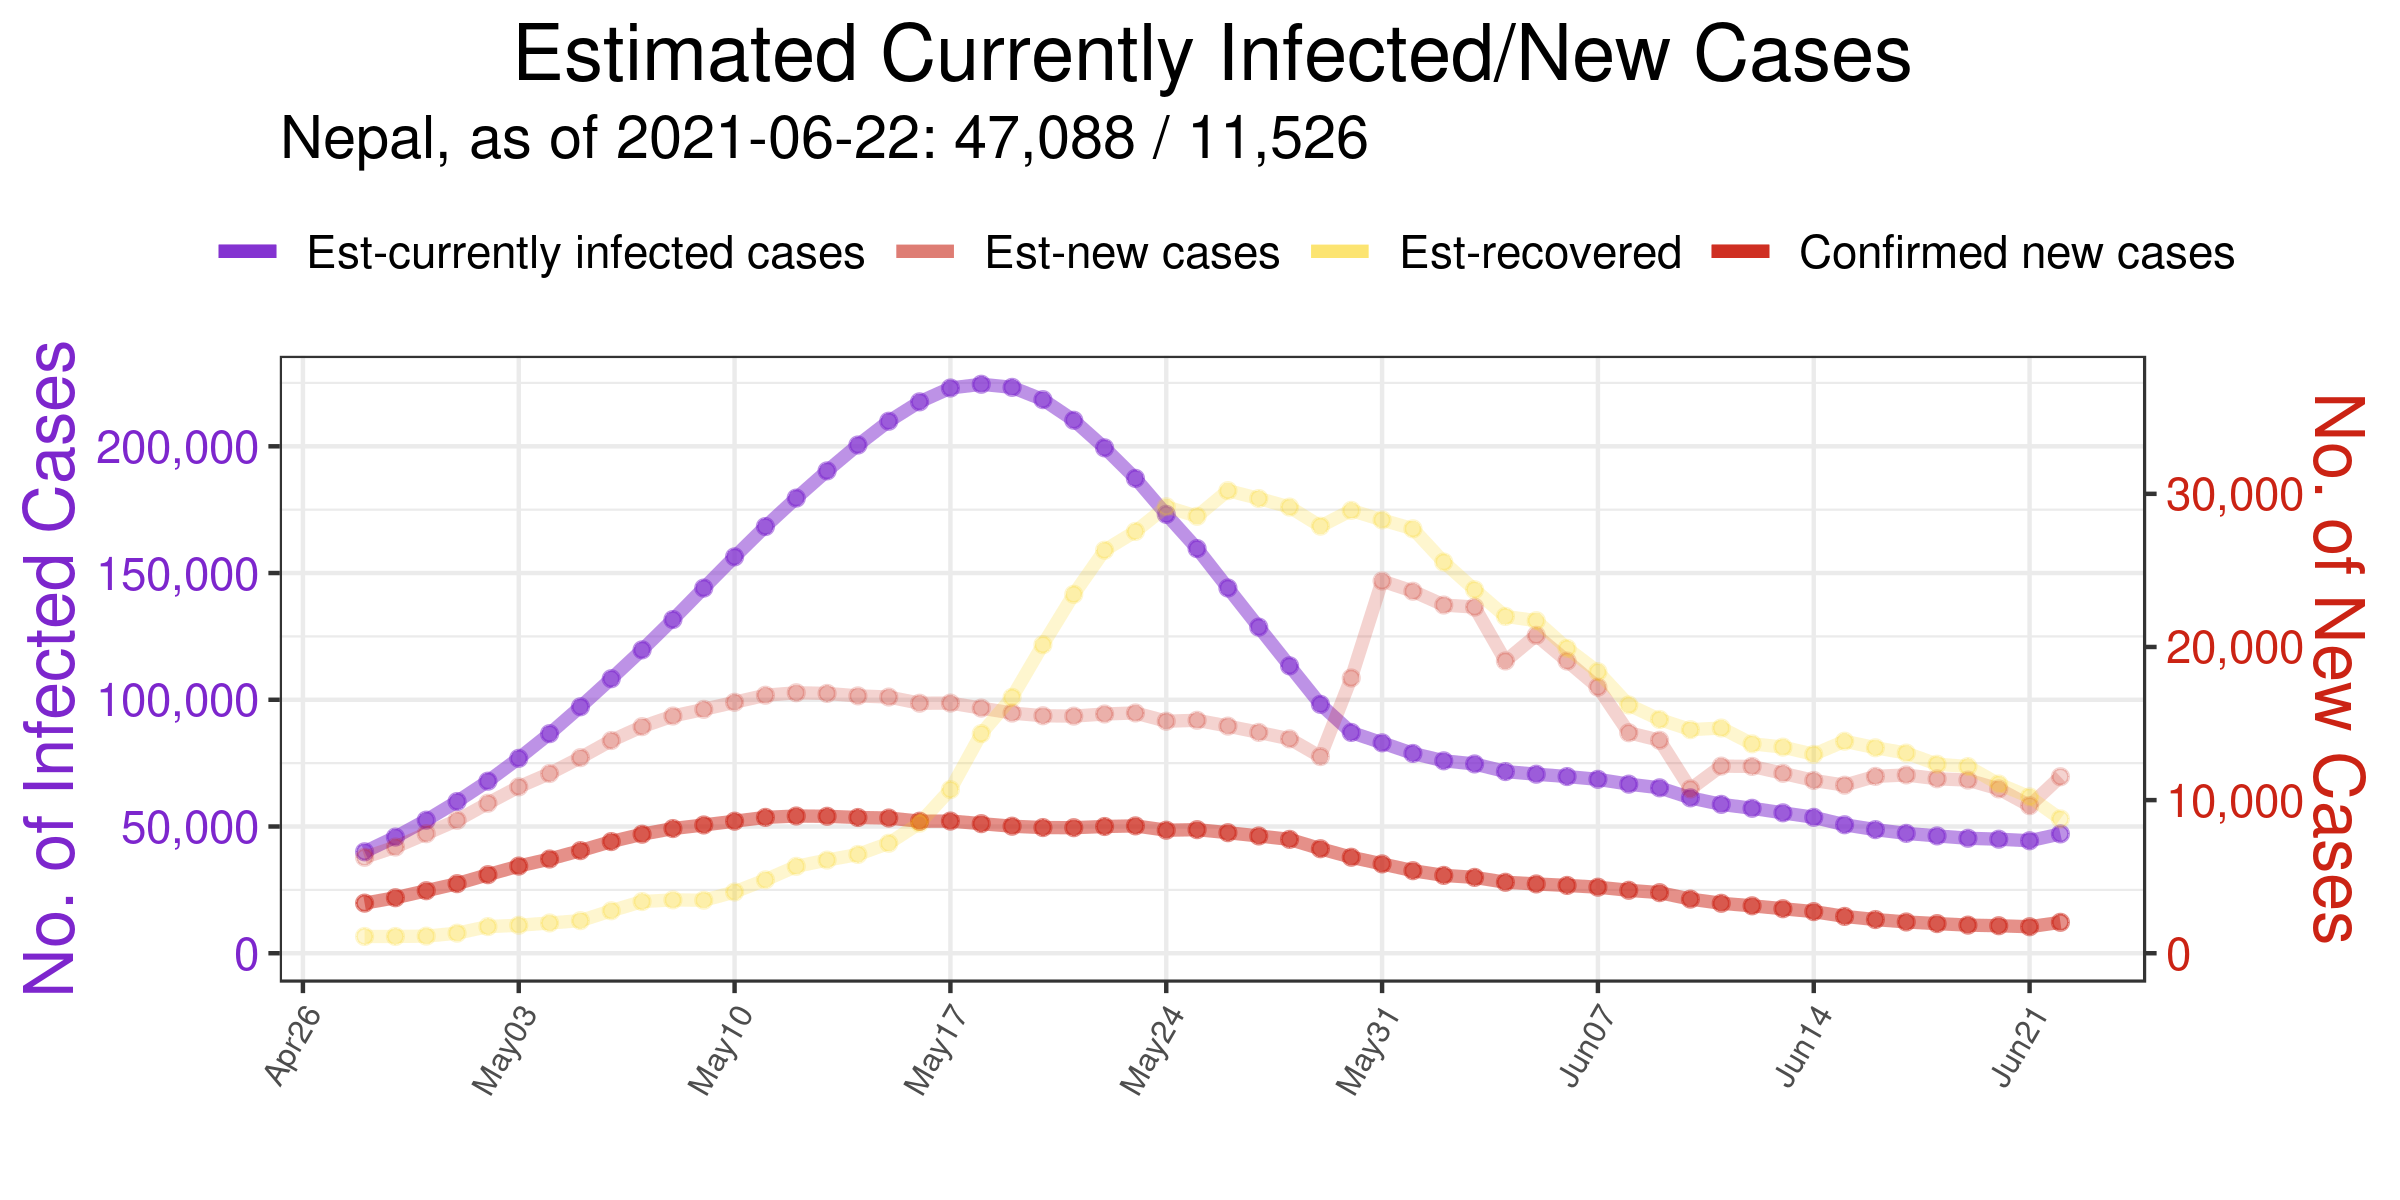 Estimated Currently Infected/New Cases
Nepal, as of 2021-06-22: 47,088 / 11,526
Est-currently infected cases Est-new cases Est-recovered Confirmed new cases
No. of Infected Cases
200,000
150,000
100,000
50,000
0
No. of New Cases
30,000
20,000
10,000
0
Apr26 May03 May10 May17 May24 May31 Jun07 Jun14 Jun21